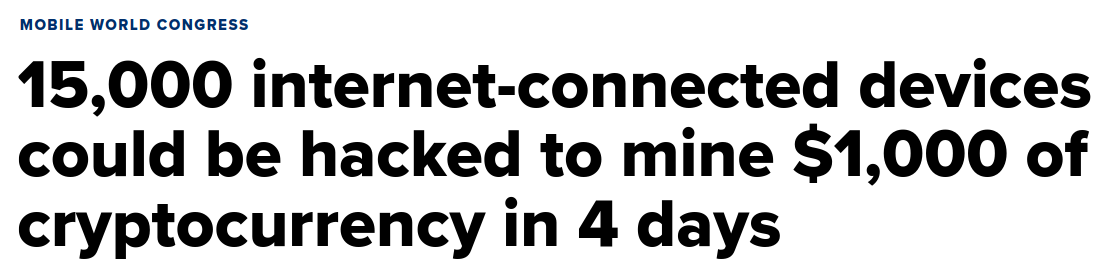 MOBILE WORLD CONGRESS
15,000 internet-connected devices
could be hacked to mine $1,000 of
cryptocurrency in 4 days